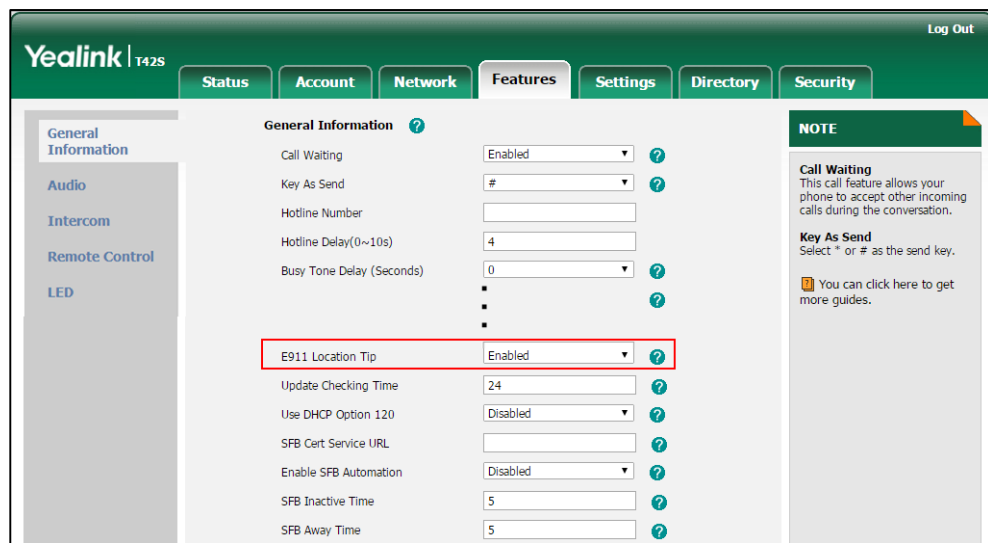 Log Out
Yealink T42S
Status Account Network Features Settings Directory Security
General
Information
Audio
Intercom
Remote Control
LED
General Information ?
Call Waiting Enabled ?
Key As Send # ?
Hotline Number
Hotline Delay(0~10s) 4
Busy Tone Delay (Seconds) 0 ?
?
E911 Location Tip Enabled ?
Update Checking Time 24 ?
Use DHCP Option 120 Disabled ?
SFB Cert Service URL ?
Enable SFB Automation Disabled ?
SFB Inactive Time 5 ?
SFB Away Time 5 ?
NOTE
Call Waiting
This call feature allows your
phone to accept other incoming
calls during the conversation.
Key As Send
Select * or # as the send key.
? You can click here to get
more guides.